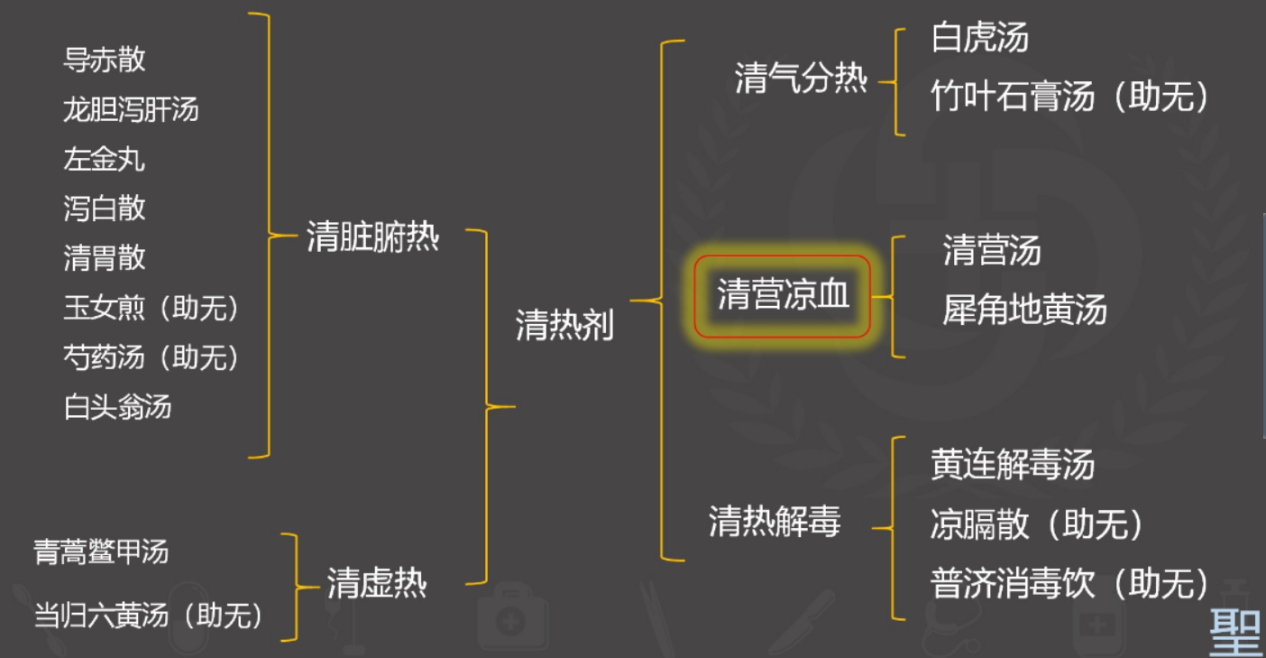 导赤散
龙胆泻肝汤
左金丸
泻白散
清胃散
玉女煎（助无）
芍药汤（助无）
白头翁汤
清脏腑热
青蒿鳖甲汤
当归六黄汤（助无）
清虚热
清热剂
清气分热
白虎汤
竹叶石膏汤（助无）
清营凉血
清营汤
犀角地黄汤
清热解毒
黄连解毒汤
凉膈散（助无）
普济消毒饮（助无）
聖